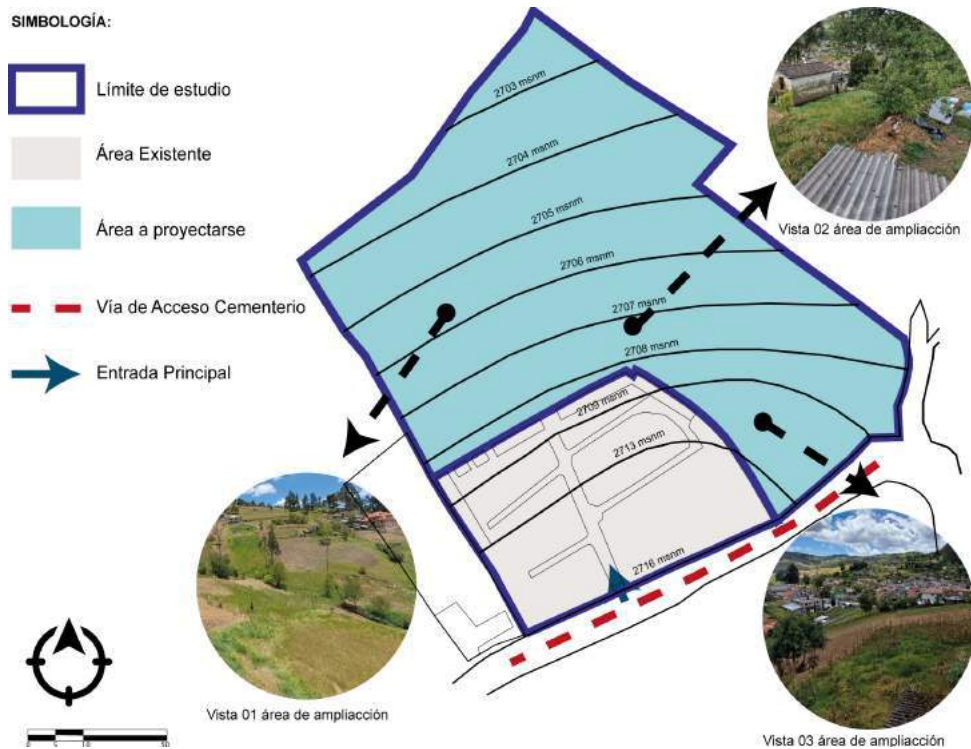 SIMBOLOGÍA:
Límite de estudio
Área Existente
Área a proyectarse
Vía de Acceso Cementerio
Entrada Principal
2703 msnm
2704 msnm
2705 msnm
2706 msnm
2707 msnm
2708 msnm
2709 msnm
2713 msnm
2716 msnm
Vista 02 área de ampliacción
Vista 01 área de ampliacción
Vista 03 área de ampliacción